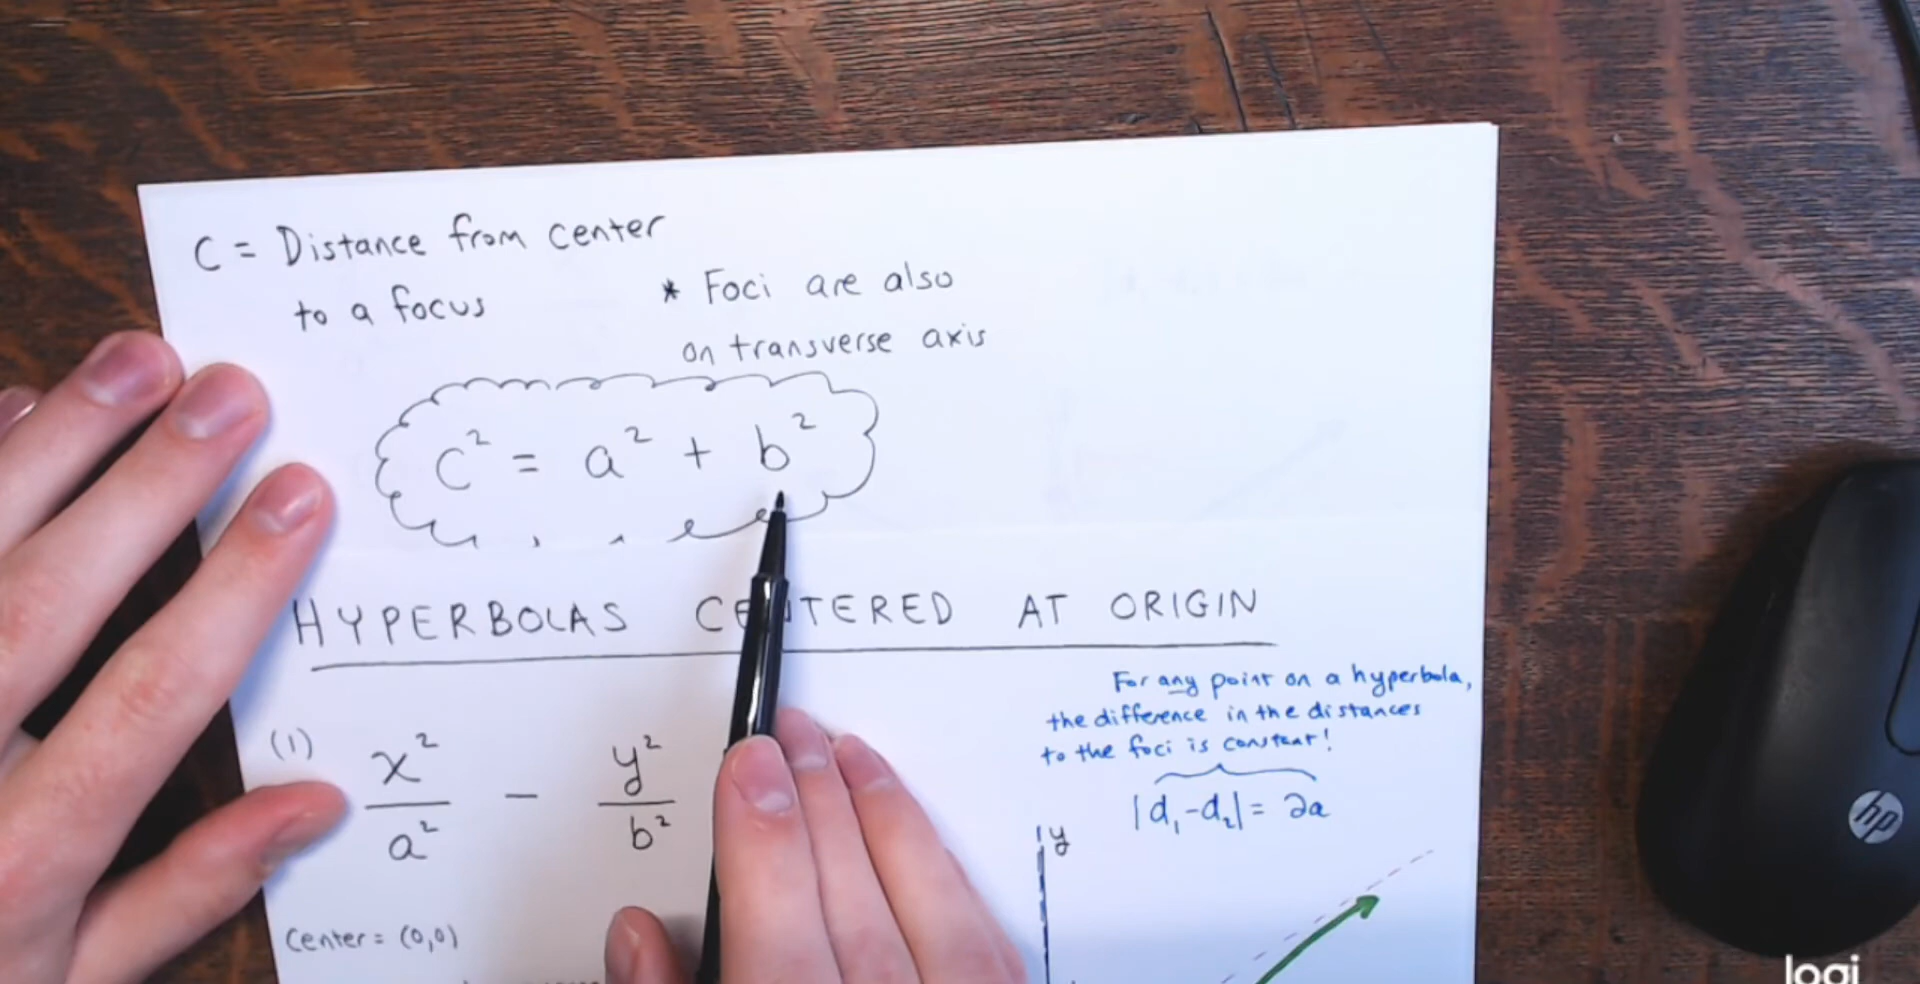 C = Distance from center
to a focus
* Foci are also
on transverse axis
c² = a² + b²
HYPERBOLAS CENTERED AT ORIGIN
For any point on a hyperbola,
the difference in the distances
to the foci is constant!
|d₁-d₂| = 2a
(1) x²/a² - y²/b²
y
Center = (0,0)
hp
logi